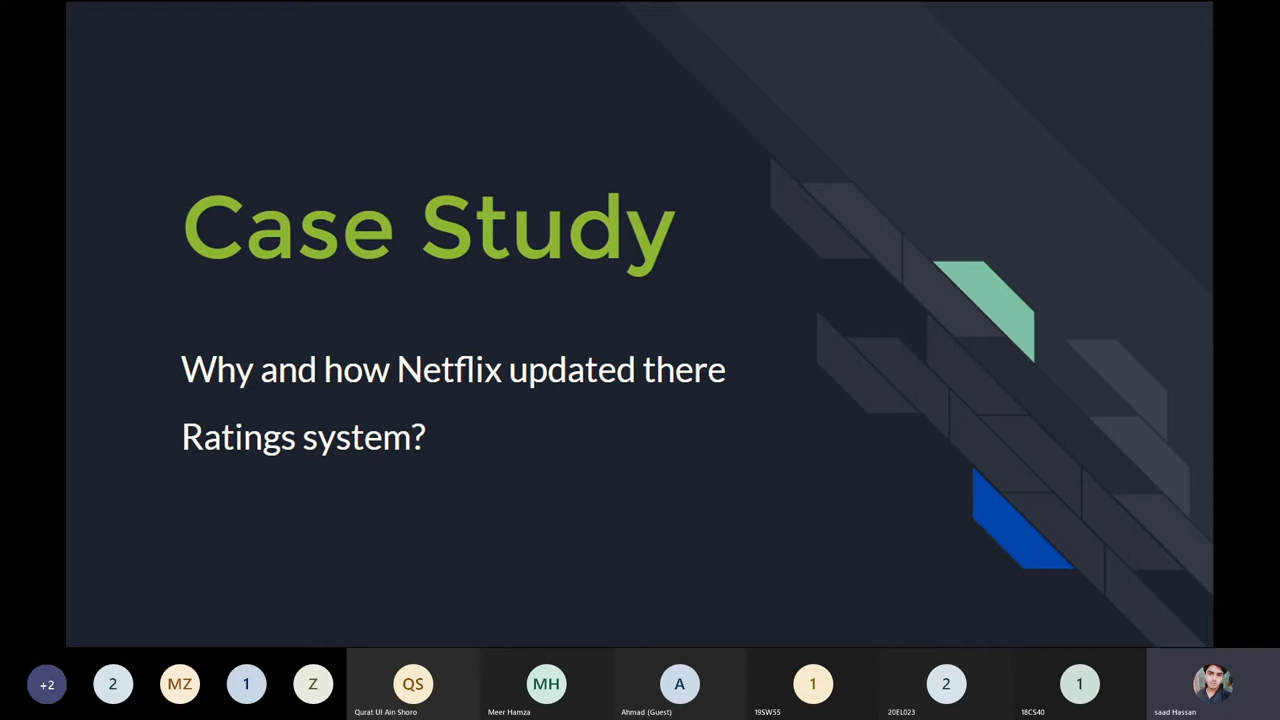 Case Study
Why and how Netflix updated there
Ratings system?
+2
2
MZ
1
Z
QS
MH
A
1
2
1
Qurat Ul Ain Shoro
Meer Hamza
Ahmad (Guest)
19SW55
20EL023
18CS40
saad Hassan